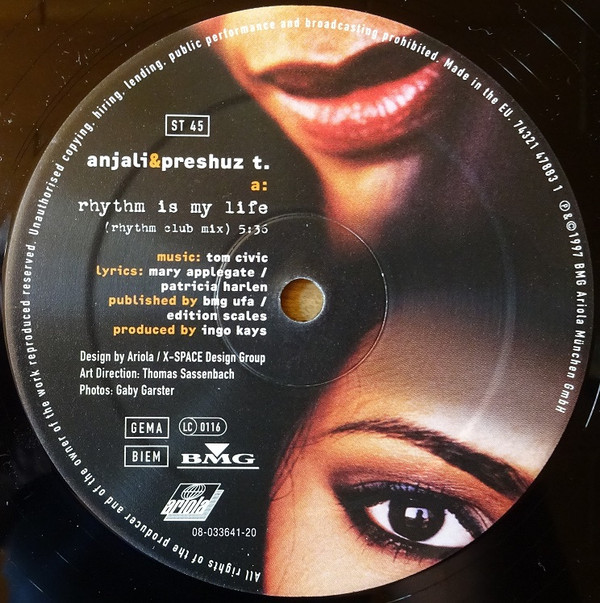 ST 45
anjali&preshuz t.
a:
rhythm is my life
(rhythm club mix) 5:36
music: tom civic
lyrics: mary applegate /
patricia harlen
published by bmg ufa /
edition scales
produced by ingo kays
Design by Ariola / X-SPACE Design Group
Art Direction: Thomas Sassenbach
Photos: Gaby Garster
GEMA
LC 0116
BIEM
BMG
ariola
08-033641-20
All rights of the producer and of the owner of the work reproduced reserved. Unauthorised copying, hiring, lending, public performance and broadcasting prohibited. Made in the EU. 74321 47883 1 ℗&©1997 BMG Ariola München GmbH